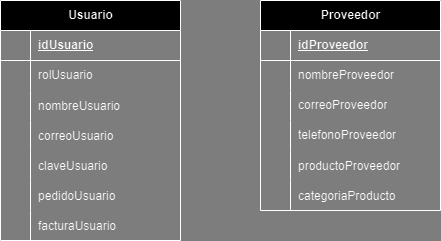 Usuario
idUsuario
rolUsuario
nombreUsuario
correoUsuario
claveUsuario
pedidoUsuario
facturaUsuario
Proveedor
idProveedor
nombreProveedor
correoProveedor
telefonoProveedor
productoProveedor
categoriaProducto